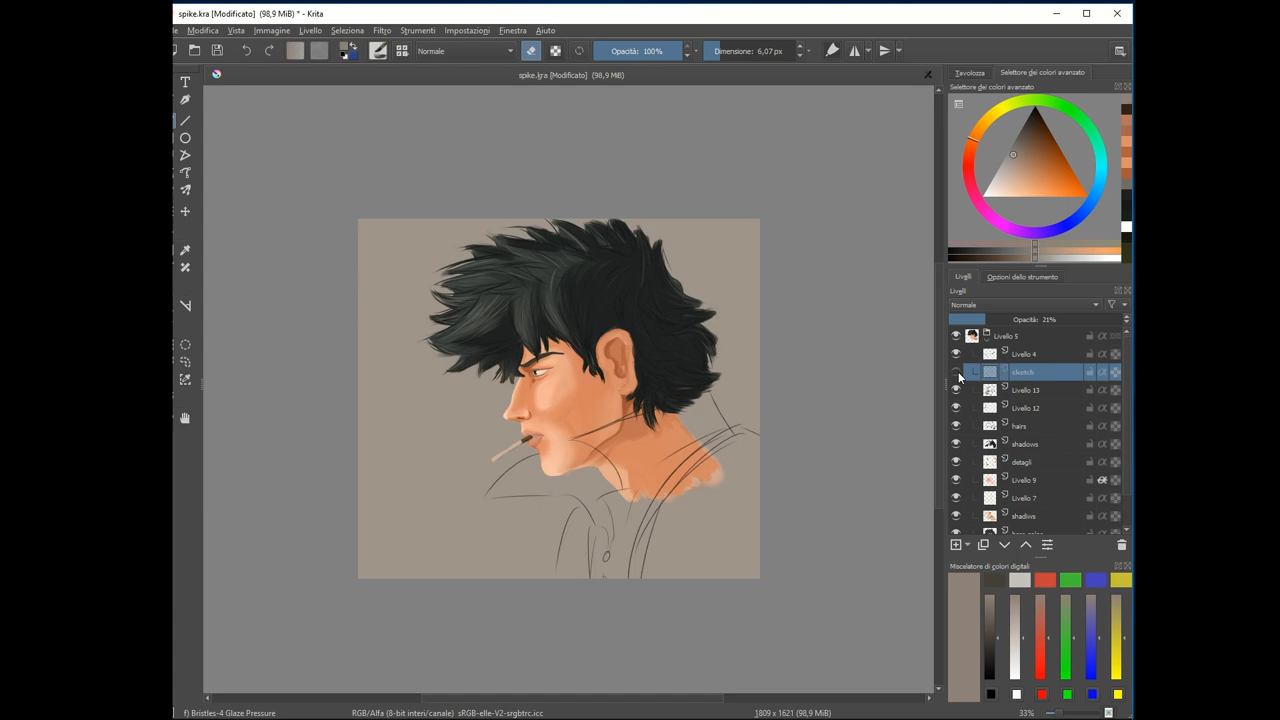 spike.kra [Modificato] (98,9 MiB) * - Krita
Modifica Vista Immagine Livello Seleziona Filtro Strumenti Impostazioni Finestra Aiuto
Normale
Opacità: 100%
Dimensione: 6,07 px
spike.kra [Modificato] (98,9 MiB)
Tavolozza
Selettore dei colori avanzato
Selettore dei colori avanzato
Livelli
Opzioni dello strumento
Livelli
Normale
Opacità: 21%
Livello 5
Livello 4
sketch
Livello 13
Livello 12
hairs
shadows
detagli
Livello 9
Livello 7
shadiws
Miscelatore di colori digitali
f) Bristles-4 Glaze Pressure
RGB/Alfa (8-bit interi/canale) sRGB-elle-V2-srgbtrc.icc
1809 x 1621 (98,9 MiB)
33%